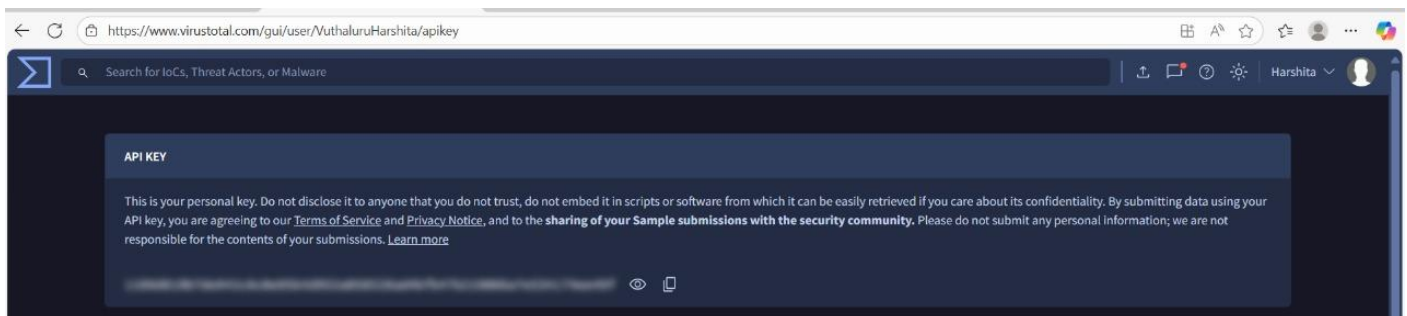 https://www.virustotal.com/gui/user/VuthaluruHarshita/apikey
Search for IoCs, Threat Actors, or Malware
Harshita
API KEY
This is your personal key. Do not disclose it to anyone that you do not trust, do not embed it in scripts or software from which it can be easily retrieved if you care about its confidentiality. By submitting data using your
API key, you are agreeing to our Terms of Service and Privacy Notice, and to the sharing of your Sample submissions with the security community. Please do not submit any personal information; we are not
responsible for the contents of your submissions. Learn more